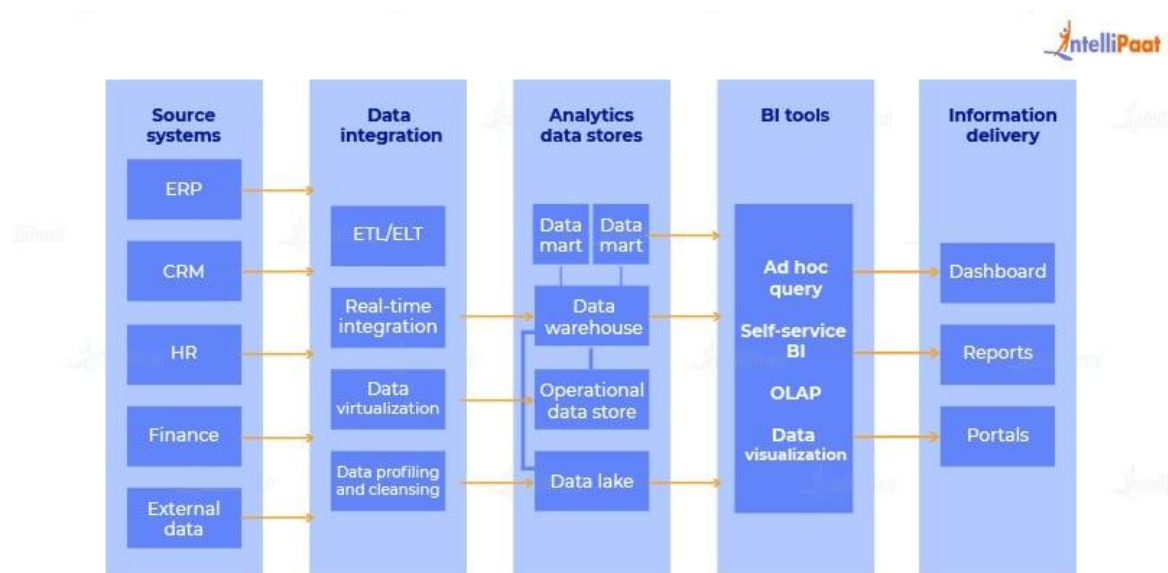 IntelliPaat
Source
systems
ERP
CRM
HR
Finance
External
data
Data
integration
ETL/ELT
Real-time
integration
Data
virtualization
Data profiling
and cleansing
Analytics
data stores
Data
mart
Data
mart
Data
warehouse
Operational
data store
Data lake
BI tools
Ad hoc
query
Self-service
BI
OLAP
Data
visualization
Information
delivery
Dashboard
Reports
Portals